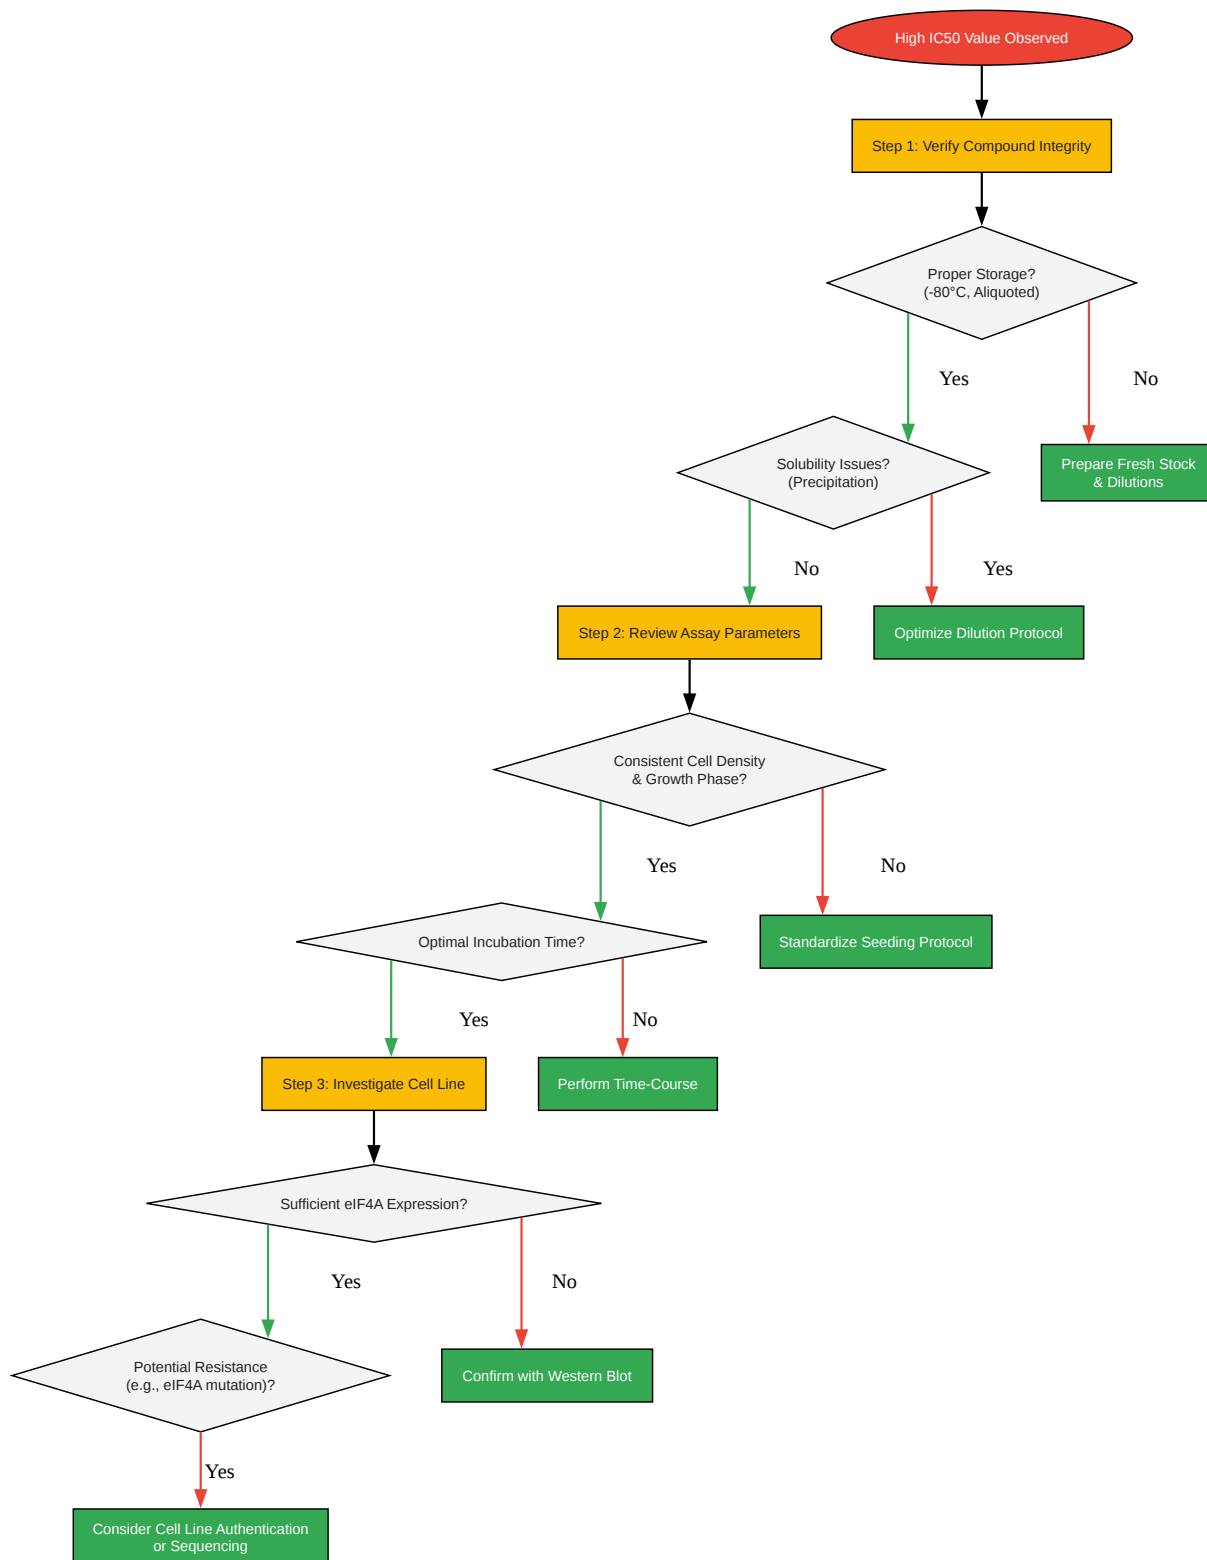 High IC50 Value Observed
Step 1: Verify Compound Integrity
Proper Storage?
(-80°C, Aliquoted)
Yes
No
Solubility Issues?
(Precipitation)
Prepare Fresh Stock
& Dilutions
No
Yes
Step 2: Review Assay Parameters
Optimize Dilution Protocol
Consistent Cell Density
& Growth Phase?
Yes
No
Optimal Incubation Time?
Standardize Seeding Protocol
Yes
No
Step 3: Investigate Cell Line
Perform Time-Course
Sufficient eIF4A Expression?
Yes
No
Potential Resistance
(e.g., eIF4A mutation)?
Confirm with Western Blot
Yes
Consider Cell Line Authentication
or Sequencing